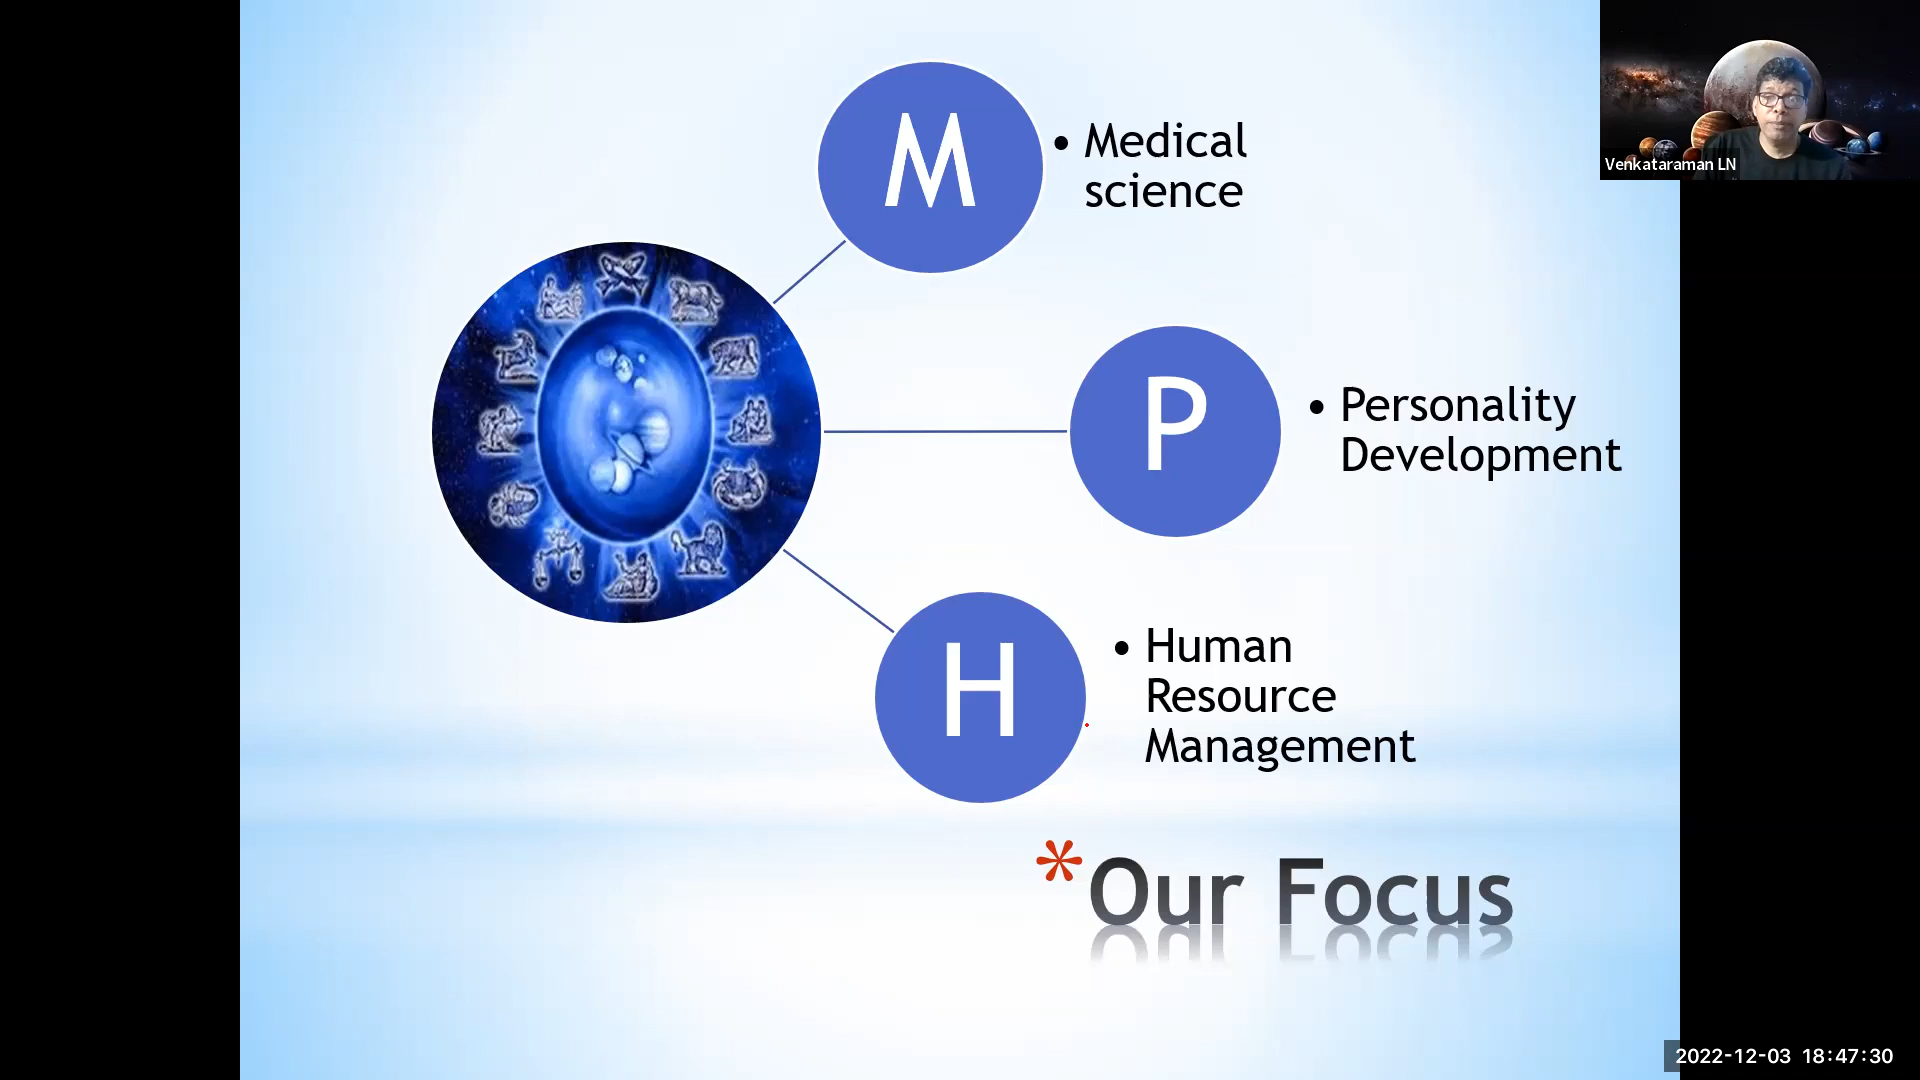 M
• Medical
science
P
• Personality
Development
H
• Human
Resource
Management
*Our Focus
Venkataraman LN
2022-12-03 18:47:30